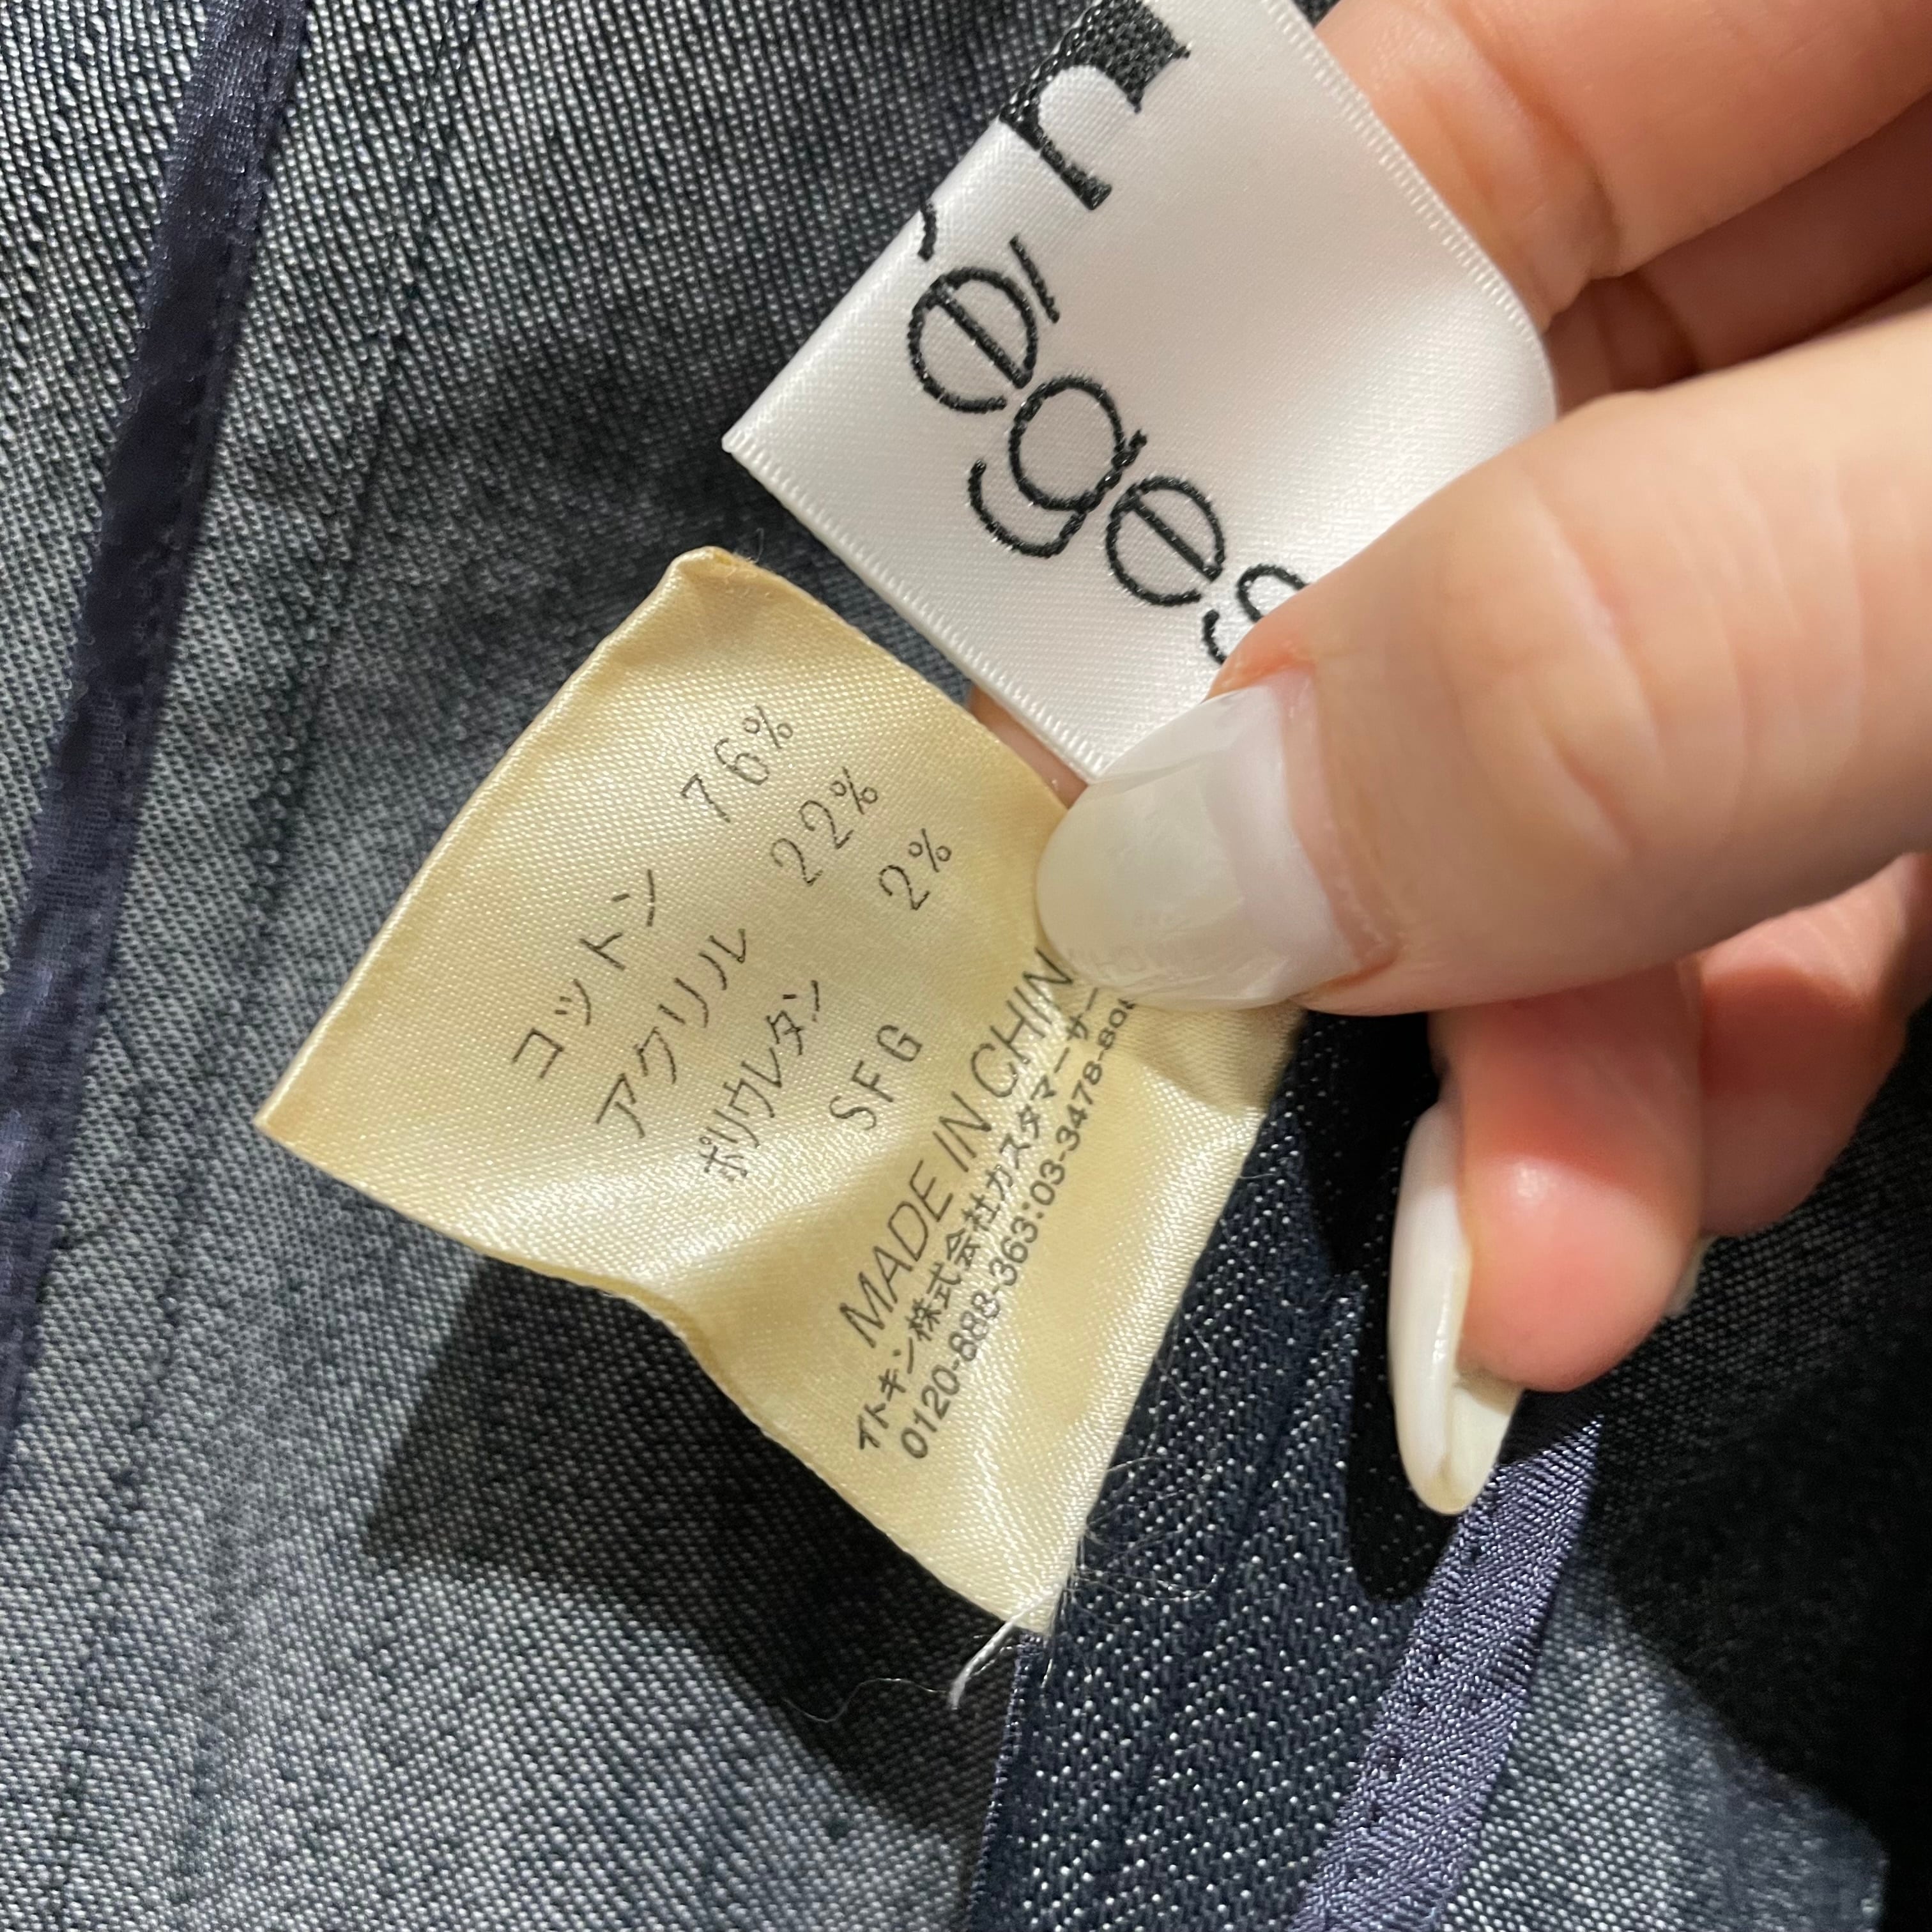 éges
コットン 76%
アクリル 22%
ポリウレタン 2%
SFG
MADE IN CHIN
イトキン株式会社カスタマーサー
0120-888-363:03-3478-808